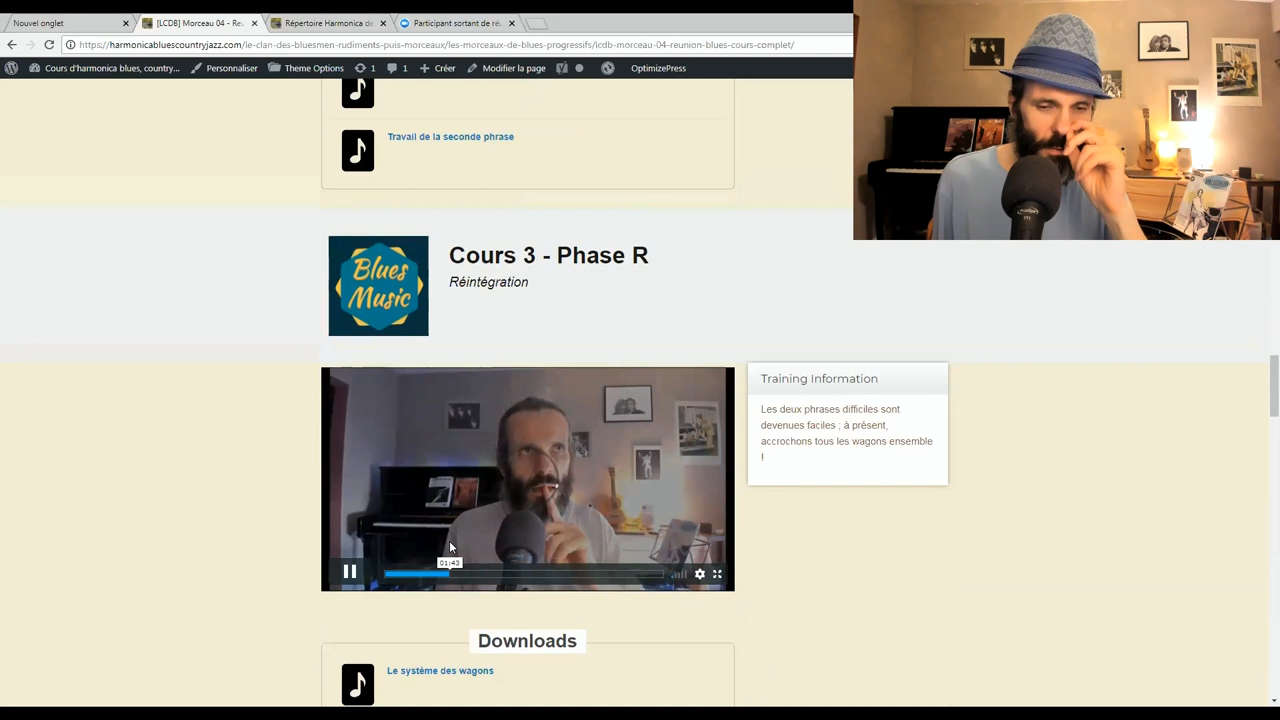 Nouvel onglet
[LCDB] Morceau 04 - Re
Répertoire Harmonica de
Participant sortant de ré
https://harmonicabluescountryjazz.com/le-clan-des-bluesmen-rudiments-puis-morceaux/les-morceaux-de-blues-progressifs/lcdb-morceau-04-reunion-blues-cours-complet/
Cours d'harmonica blues, country...
Personnaliser
Theme Options
1
1
Créer
Modifier la page
OptimizePress
Travail de la seconde phrase
Cours 3 - Phase R
Réintégration
Blues
Music
Training Information
Les deux phrases difficiles sont
devenues faciles ; à présent,
accrochons tous les wagons ensemble
!
01:43
Downloads
Le système des wagons